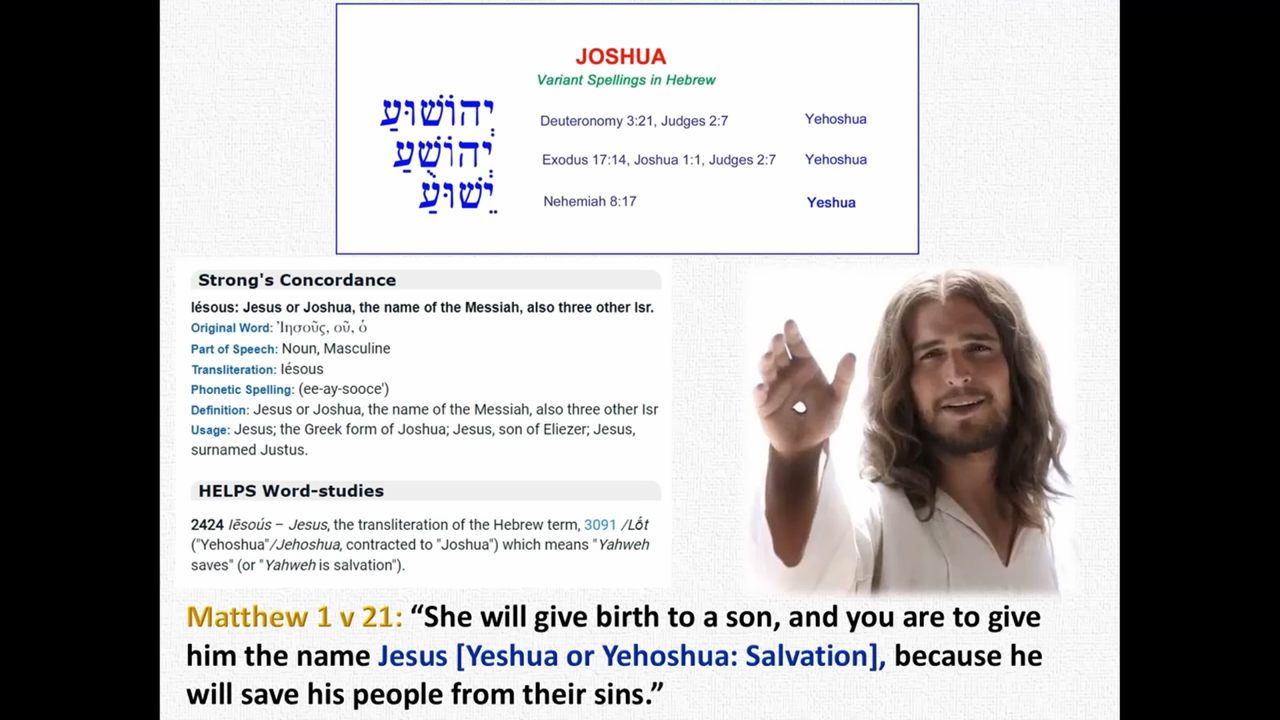 JOSHUA
Variant Spellings in Hebrew
יְהוֹשׁוּעַ Deuteronomy 3:21, Judges 2:7 Yehoshua
יְהוֹשֻׁעַ Exodus 17:14, Joshua 1:1, Judges 2:7 Yehoshua
יֵשׁוּעַ Nehemiah 8:17 Yeshua
Strong's Concordance
Iésous: Jesus or Joshua, the name of the Messiah, also three other Isr.
Original Word: Ἰησοῦς, οῦ, ὁ
Part of Speech: Noun, Masculine
Transliteration: Iésous
Phonetic Spelling: (ee-ay-sooce')
Definition: Jesus or Joshua, the name of the Messiah, also three other Isr
Usage: Jesus; the Greek form of Joshua; Jesus, son of Eliezer; Jesus,
surnamed Justus.
HELPS Word-studies
2424 Iēsoús – Jesus, the transliteration of the Hebrew term, 3091 /Lṓt
("Yehoshua"/Jehoshua, contracted to "Joshua") which means "Yahweh
saves" (or "Yahweh is salvation").
Matthew 1 v 21: “She will give birth to a son, and you are to give
him the name Jesus [Yeshua or Yehoshua: Salvation], because he
will save his people from their sins.”